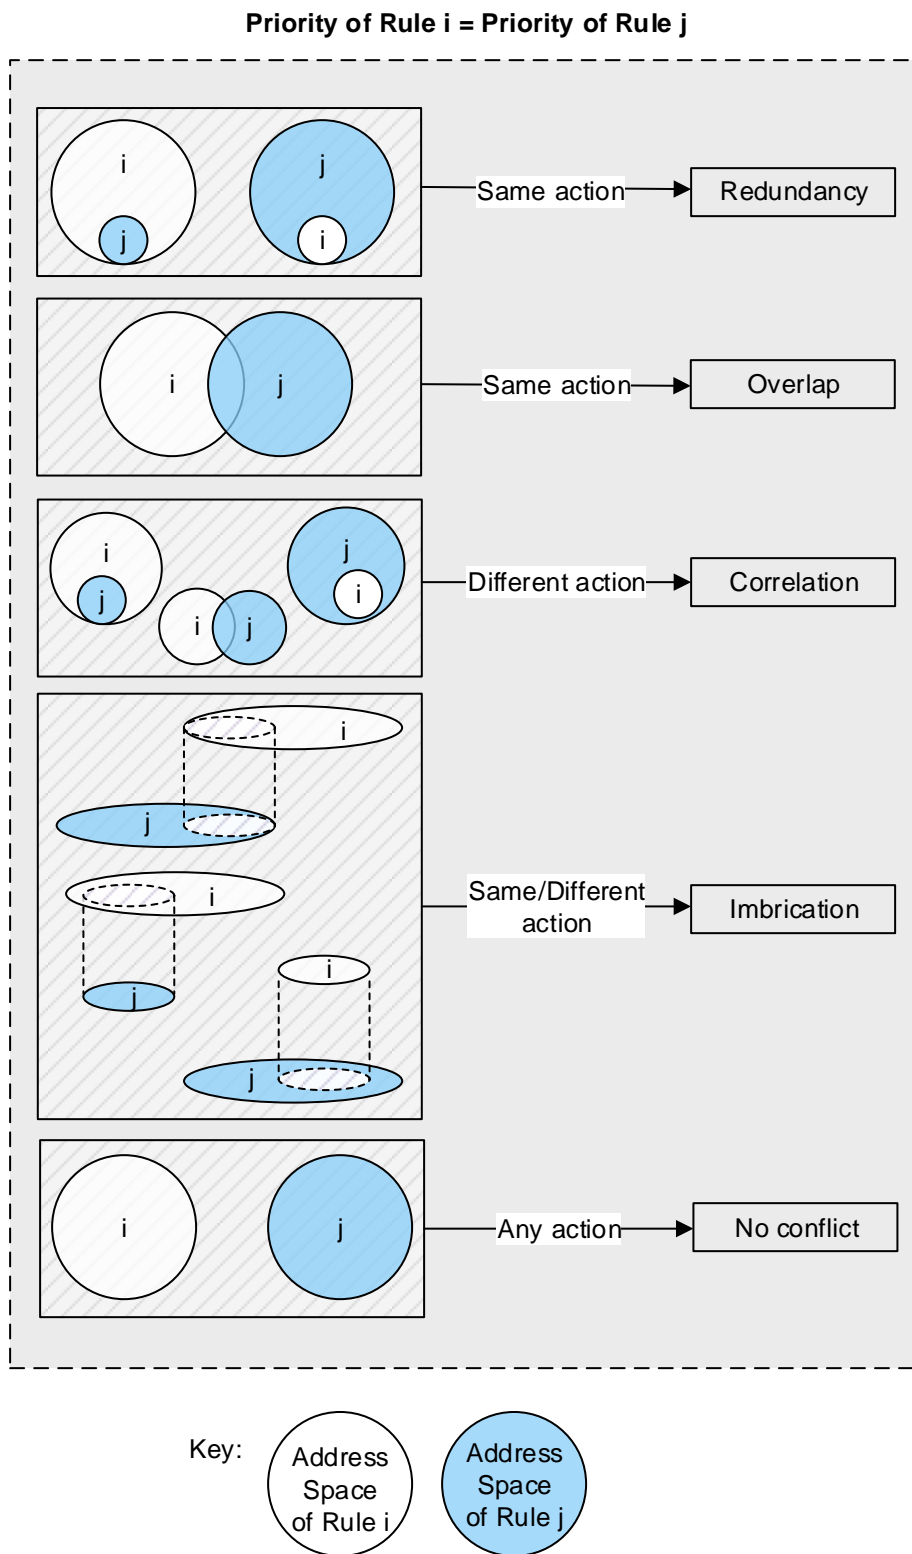 Priority of Rule i = Priority of Rule j
i
j
j
i
Same action
Redundancy
i
j
Same action
Overlap
i
j
i
j
j
i
Different action
Correlation
i
j
i
j
i
j
Same/Different
action
Imbrication
i
j
Any action
No conflict
Key:
Address
Space
of Rule i
Address
Space
of Rule j